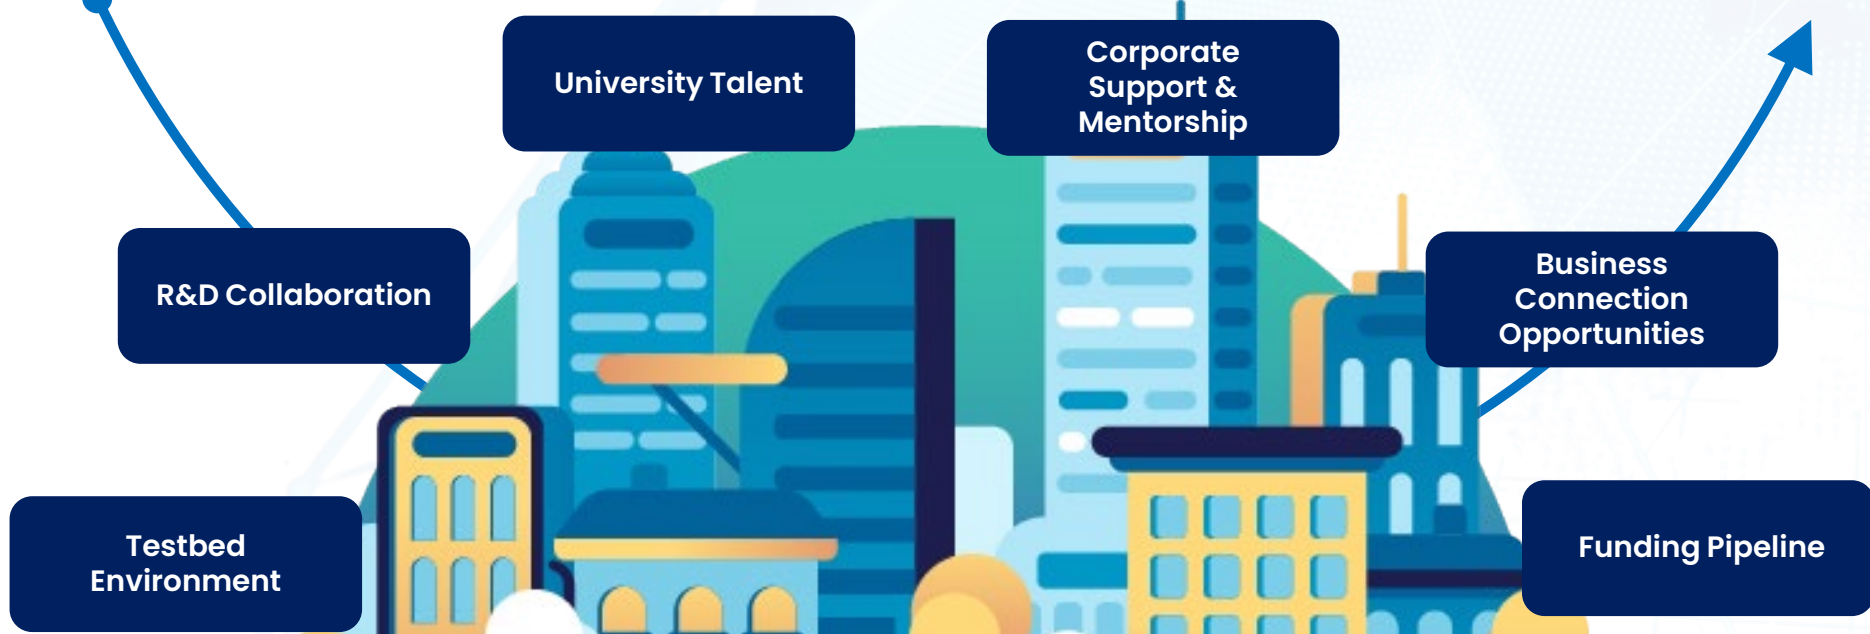 University Talent
Corporate
Support &
Mentorship
R&D Collaboration
Business
Connection
Opportunities
Testbed
Environment
Funding Pipeline